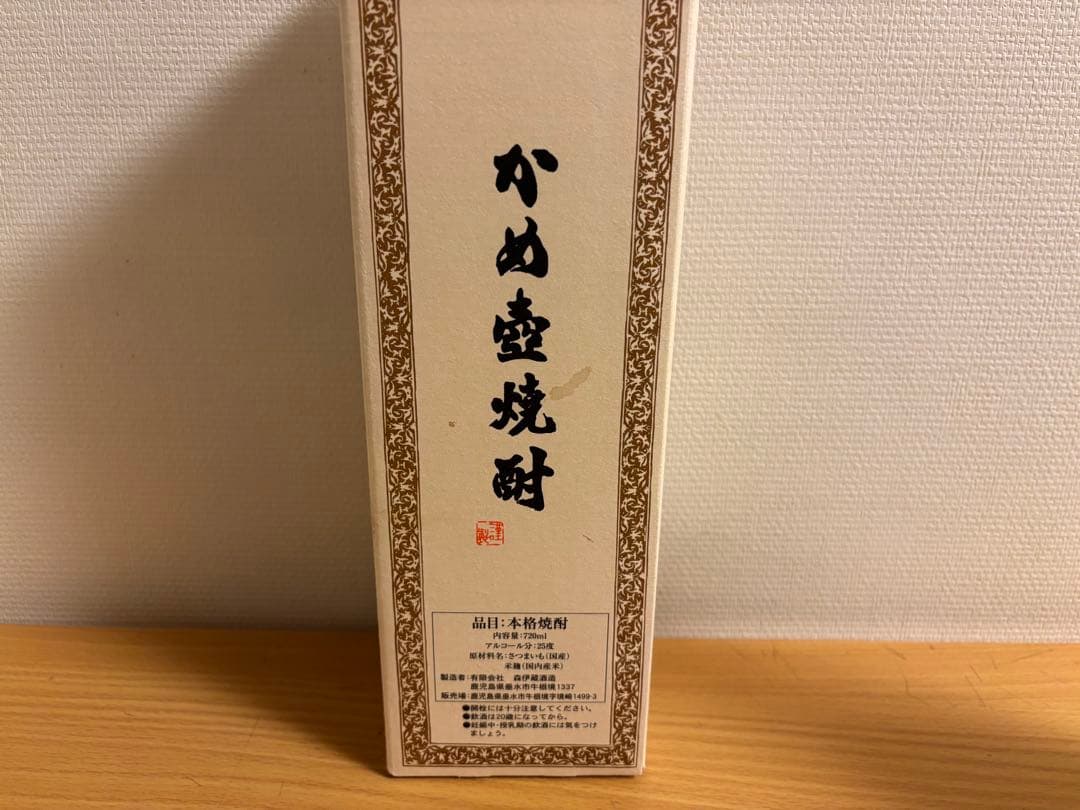 かめ壺焼酎
謹製
品目:本格焼酎
内容量:720ml
アルコール分:25度
原材料名:さつまいも(国産)
米麹(国内産米)
製造者:有限会社 森伊蔵酒造
鹿児島県垂水市牛根境1337
販売場:鹿児島県垂水市牛根境字境崎1499-3
●開栓には十分注意してください。
●飲酒は20歳になってから。
●妊娠中・授乳期の飲酒には気をつけ
ましょう。